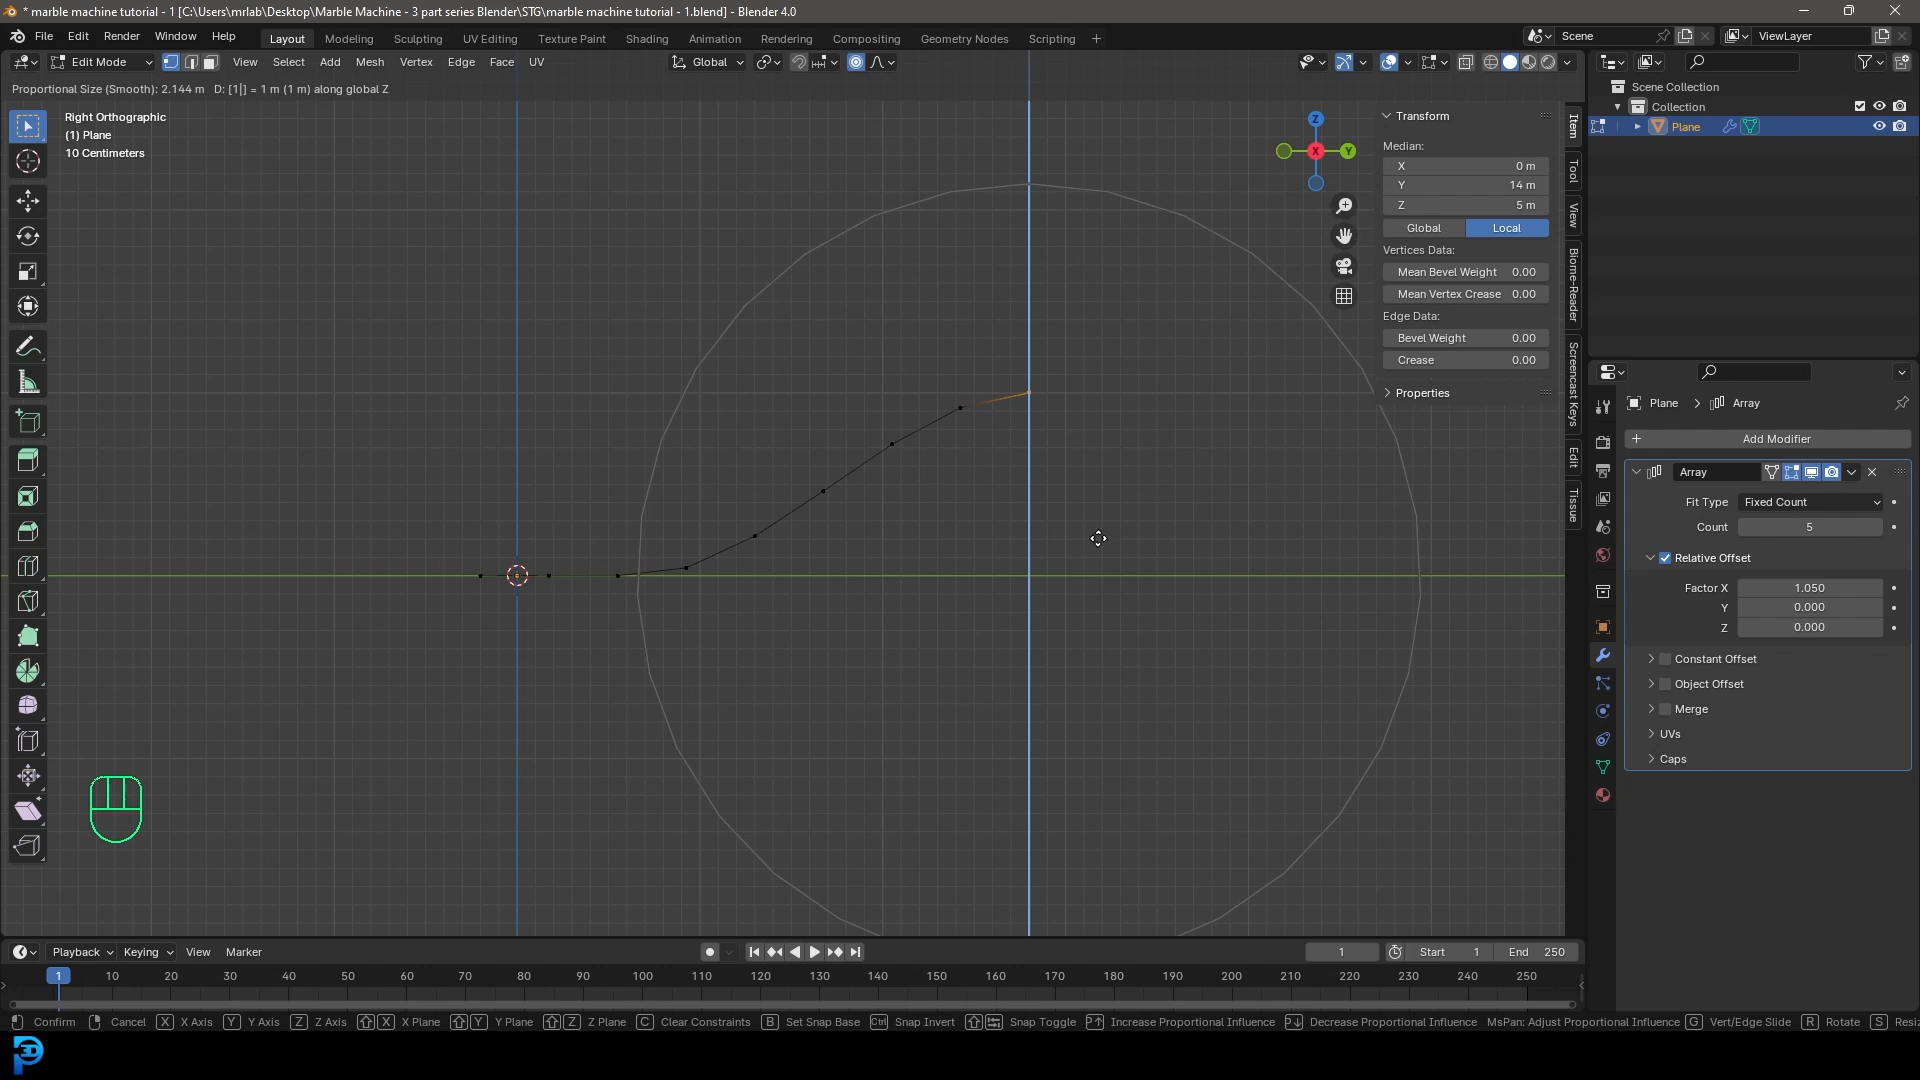 * marble machine tutorial - 1 [C:\Users\mrlab\Desktop\Marble Machine - 3 part series Blender\STG\marble machine tutorial - 1.blend] - Blender 4.0
File Edit Render Window Help Layout Modeling Sculpting UV Editing Texture Paint Shading Animation Rendering Compositing Geometry Nodes Scripting + Scene ViewLayer
Edit Mode View Select Add Mesh Vertex Edge Face UV Global
Proportional Size (Smooth): 2.144 m D: [1|] = 1 m (1 m) along global Z
Right Orthographic
(1) Plane
10 Centimeters
Z
X
Y
Transform
Median:
X 0 m
Y 14 m
Z 5 m
Global Local
Vertices Data:
Mean Bevel Weight 0.00
Mean Vertex Crease 0.00
Edge Data:
Bevel Weight 0.00
Crease 0.00
Properties
Item
Tool
View
Biome-Reader
Screencast Keys
Edit
Tissue
Scene Collection
Collection
Plane
Plane Array
+ Add Modifier
Array
Fit Type Fixed Count
Count 5
Relative Offset
Factor X 1.050
Y 0.000
Z 0.000
Constant Offset
Object Offset
Merge
UVs
Caps
Playback Keying View Marker 1 Start 1 End 250
1 10 20 30 40 50 60 70 80 90 100 110 120 130 140 150 160 170 180 190 200 210 220 230 240 250
Confirm Cancel X X Axis Y Y Axis Z Z Axis X X Plane Y Y Plane Z Z Plane C Clear Constraints B Set Snap Base Ctrl Snap Invert Snap Toggle Increase Proportional Influence Decrease Proportional Influence MsPan: Adjust Proportional Influence G Vert/Edge Slide R Rotate S Resi